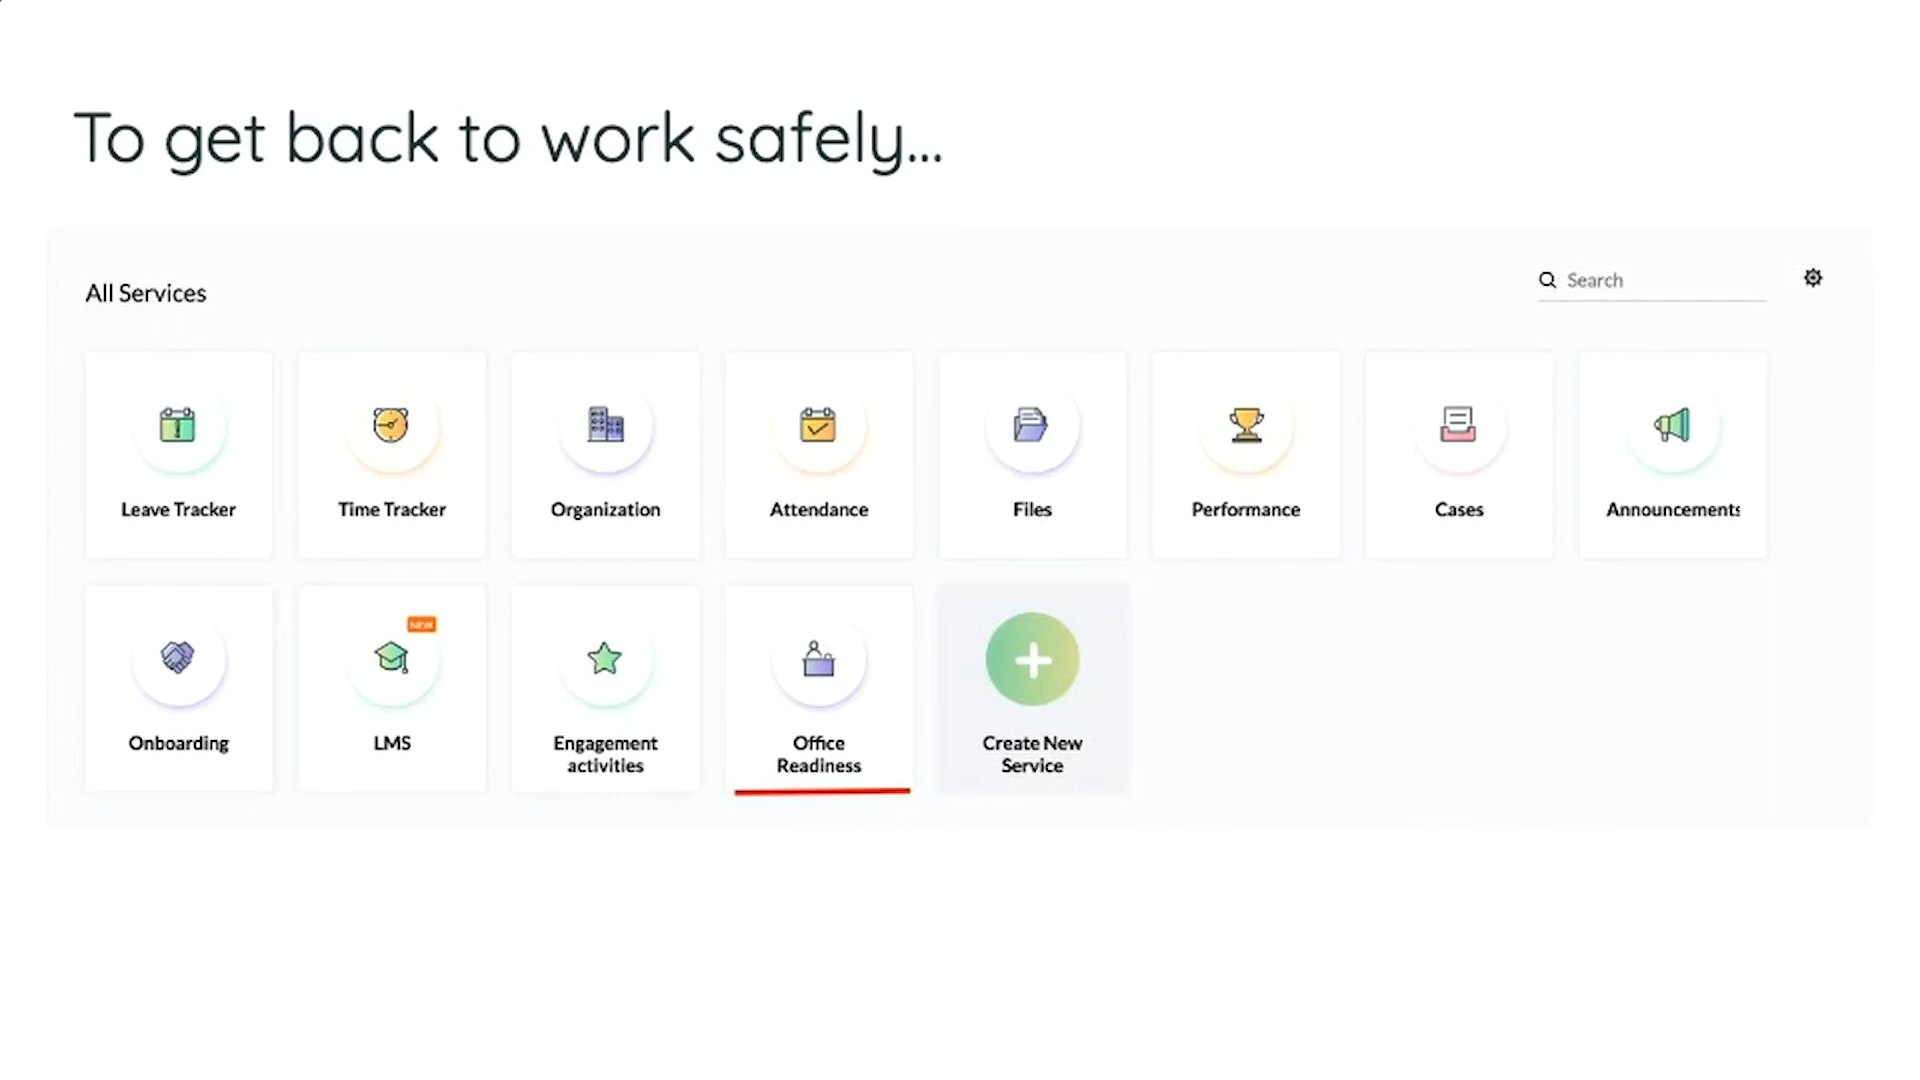 To get back to work safely...
All Services
Search
Leave Tracker
Time Tracker
Organization
Attendance
Files
Performance
Cases
Announcements
NEW
Onboarding
LMS
Engagement
activities
Office
Readiness
Create New
Service